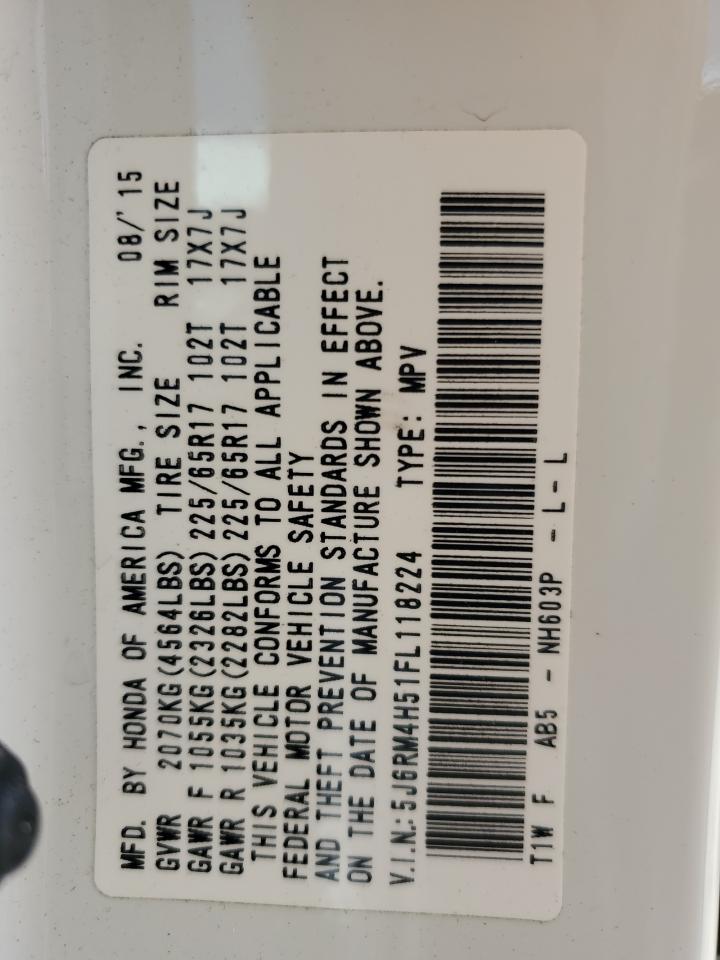 MFD. BY HONDA OF AMERICA MFG., INC. 08/'15
GVWR 2070KG(4564LBS) TIRE SIZE RIM SIZE
GAWR F 1055KG(2326LBS) 225/65R17 102T 17X7J
GAWR R 1035KG(2282LBS) 225/65R17 102T 17X7J
THIS VEHICLE CONFORMS TO ALL APPLICABLE
FEDERAL MOTOR VEHICLE SAFETY
AND THEFT PREVENTION STANDARDS IN EFFECT
ON THE DATE OF MANUFACTURE SHOWN ABOVE.
V.I.N.:5J6RM4H51FL118224 TYPE: MPV
T1W F AB5 - NH603P - L - L